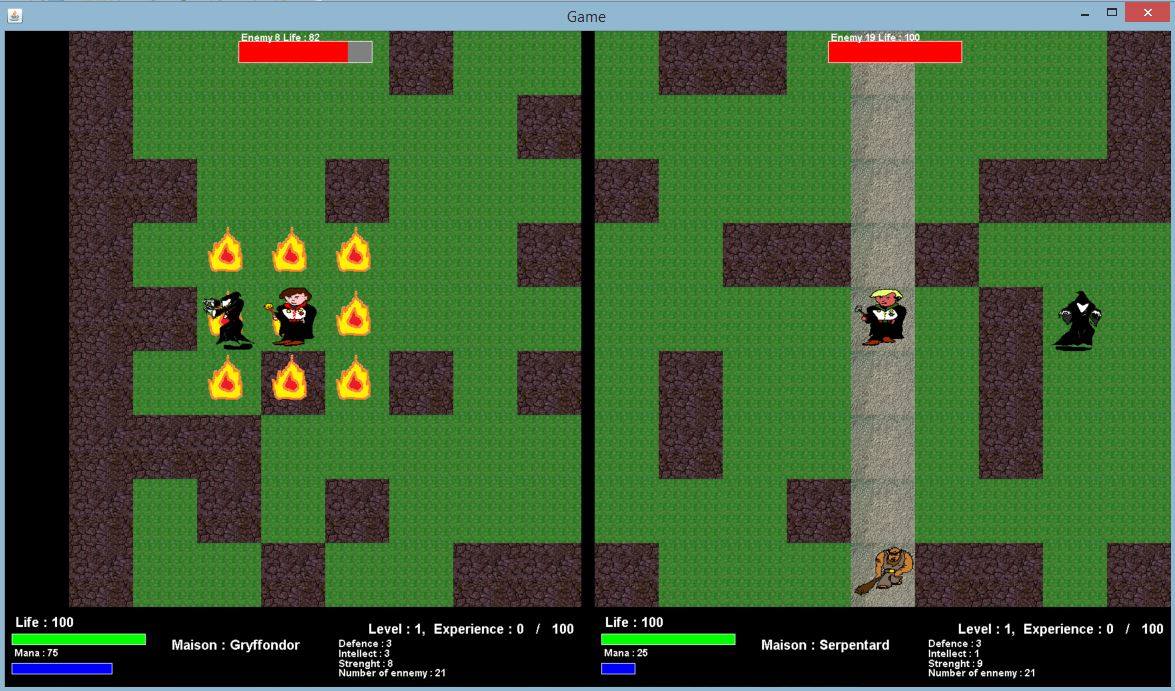 Game
Enemy 8 Life : 82
Enemy 19 Life : 100
Life : 100
Mana : 75
Maison : Gryffondor
Level : 1, Experience : 0 / 100
Defence : 3
Intellect : 3
Strenght : 8
Number of ennemy : 21
Life : 100
Mana : 25
Maison : Serpentard
Level : 1, Experience : 0 / 100
Defence : 3
Intellect : 1
Strenght : 9
Number of ennemy : 21